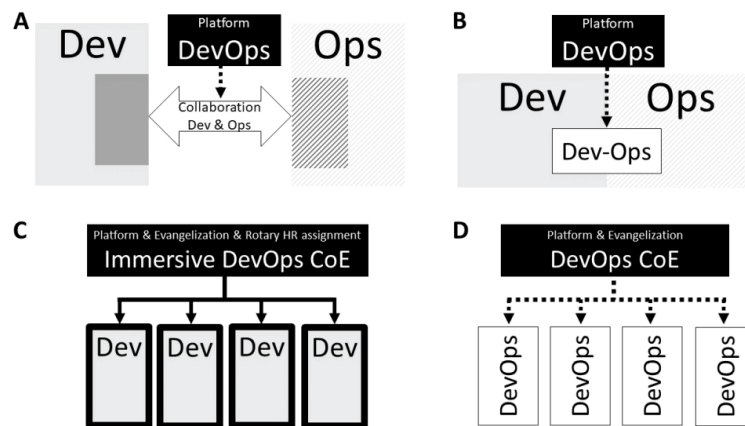 A
Platform
DevOps
Dev
Ops
Collaboration
Dev & Ops
B
Platform
DevOps
Dev
Ops
Dev-Ops
C
Platform & Evangelization & Rotary HR assignment
Immersive DevOps CoE
Dev
Dev
Dev
Dev
D
Platform & Evangelization
DevOps CoE
DevOps
DevOps
DevOps
DevOps